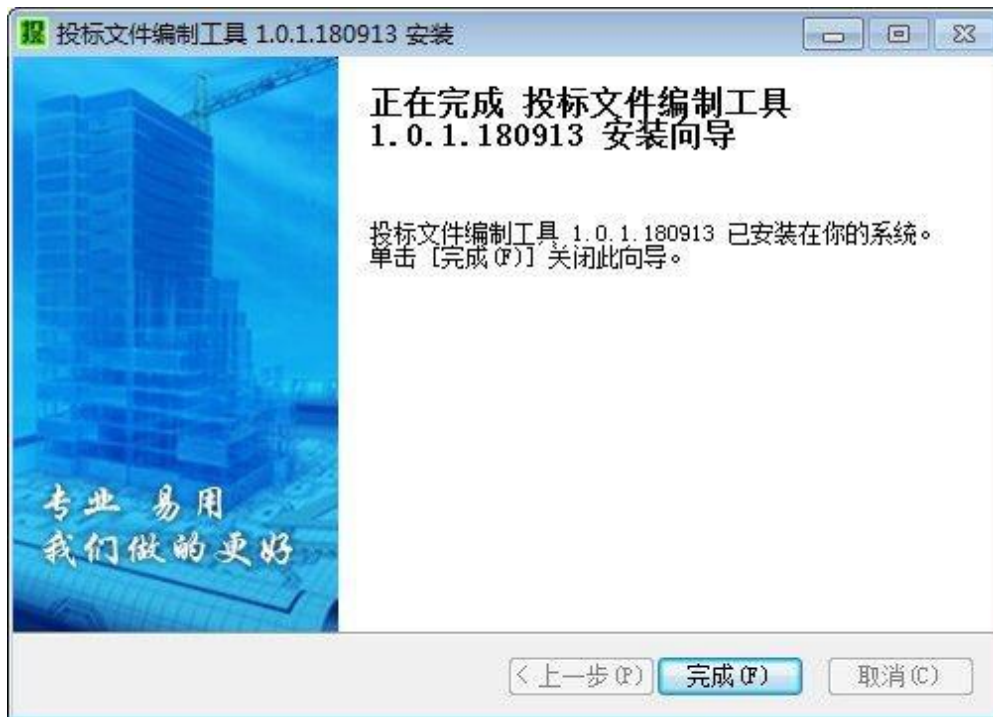 投 投标文件编制工具 1.0.1.180913 安装
正在完成 投标文件编制工具
1.0.1.180913 安装向导
投标文件编制工具 1.0.1.180913 已安装在你的系统。
单击 [完成(F)] 关闭此向导。
专业 易用
我们做的更好
< 上一步(P) 完成(F) 取消(C)